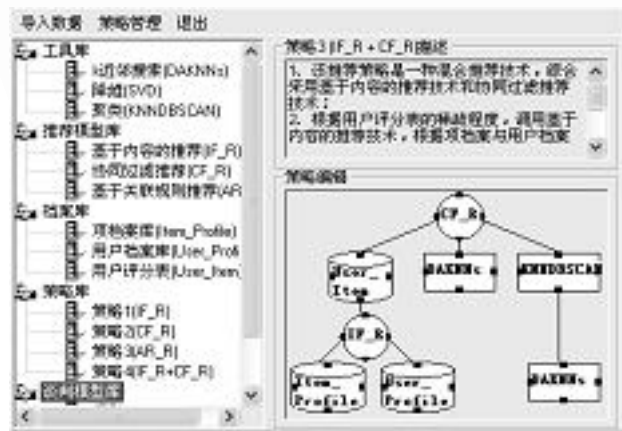 导入数据 策略管理 退出
工具库
k近邻搜索(DAKNNs)
降维(SVD)
聚类(KNNDBSCAN)
推荐模型库
基于内容的推荐(IF_R)
协同过滤推荐(CF_R)
基于关联规则推荐(AR
档案库
项档案库(Item_Profile)
用户档案库(User_Profi
用户评分表(User_Item)
策略库
策略1(IF_R)
策略2(CF_R)
策略3(AR_R)
策略4(IF_R+CF_R)
策略模型库
策略3(IF_R + CF_R)描述
1、该推荐策略是一种混合推荐技术，综合
采用基于内容的推荐技术和协同过滤推荐
技术；
2、根据用户评分表的稀疏程度，调用基于
内容的推荐技术，根据项档案与用户档案
策略编辑
CF_R
User_
Item
DAKNNs
KNNDBSCAN
IF_R
Item_
Profile
User_
Profile
DAKNNs